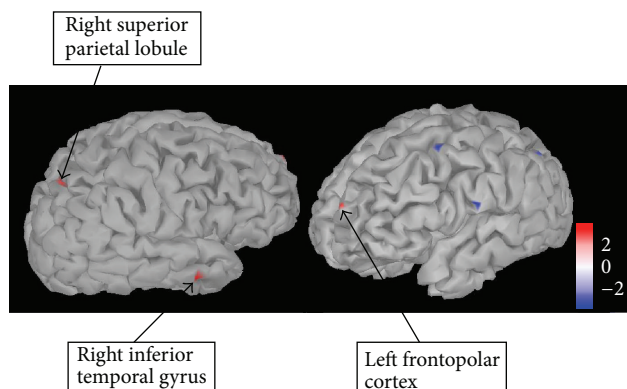 Right superior
parietal lobule
2
0
−2
Right inferior
temporal gyrus
Left frontopolar
cortex